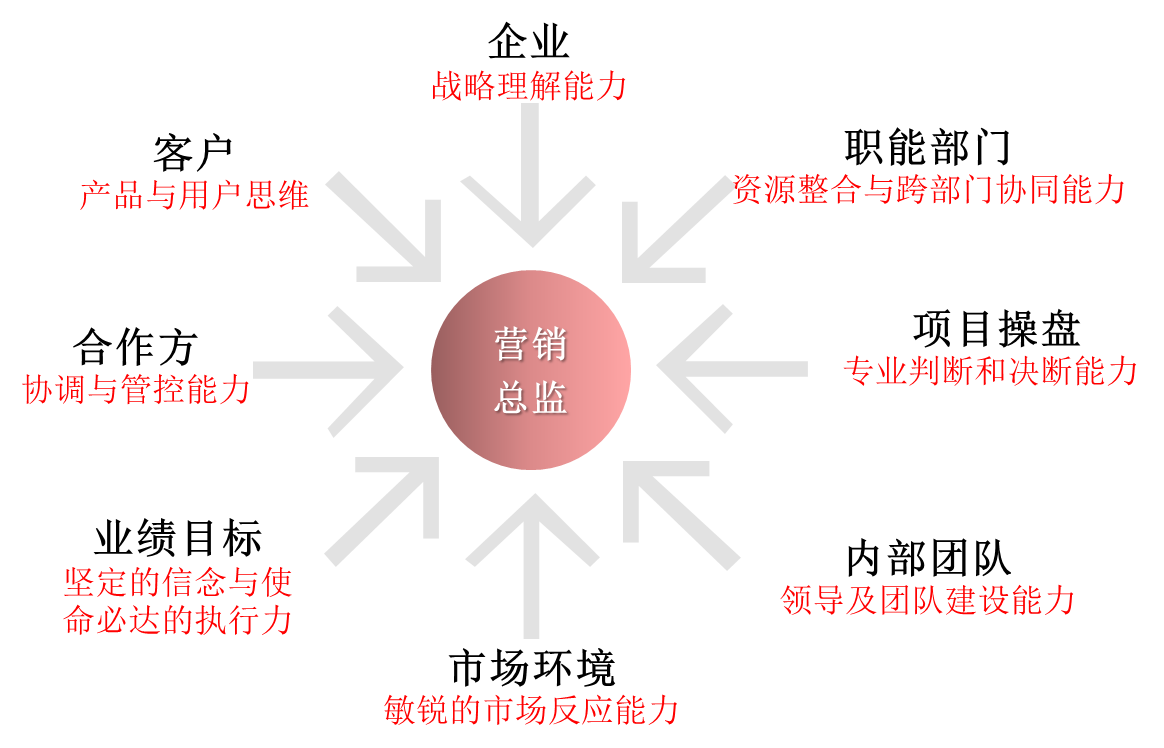 企业
战略理解能力
客户
产品与用户思维
职能部门
资源整合与跨部门协同能力
合作方
协调与管控能力
营销
总监
项目操盘
专业判断和决断能力
业绩目标
坚定的信念与使
命必达的执行力
内部团队
领导及团队建设能力
市场环境
敏锐的市场反应能力